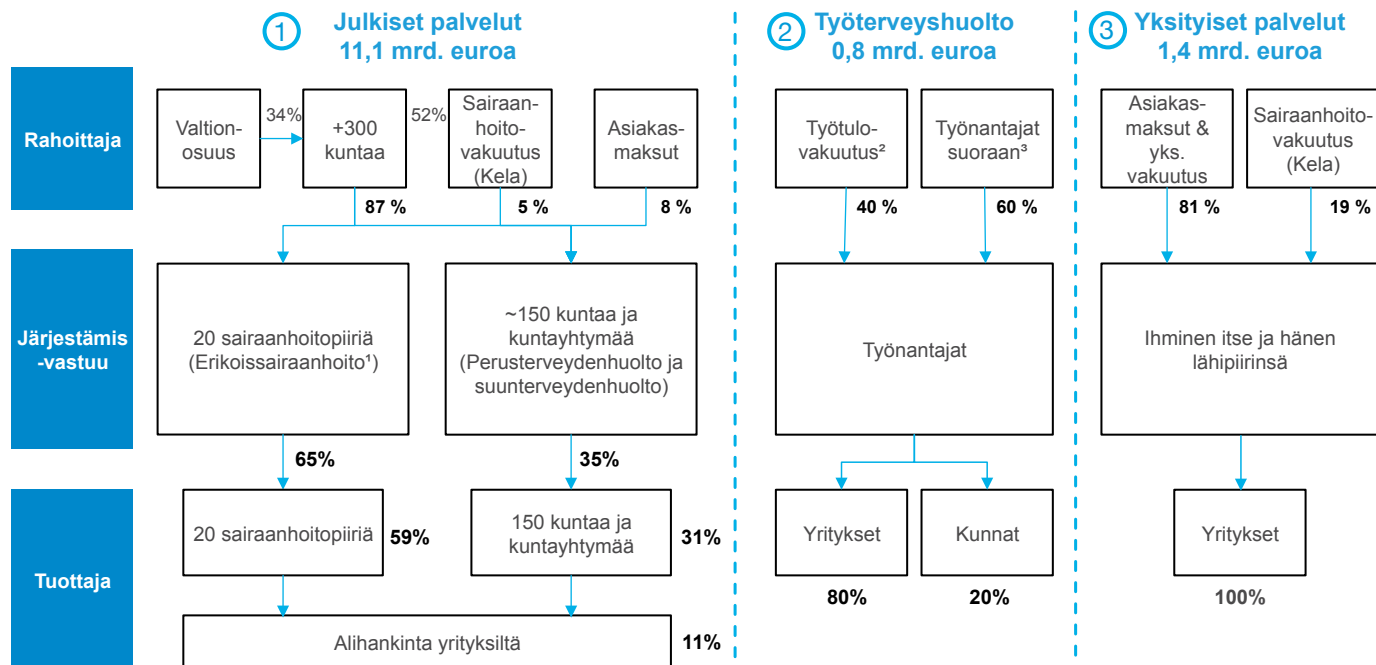 1
Julkiset palvelut
11,1 mrd. euroa
2
Työterveyshuolto
0,8 mrd. euroa
3
Yksityiset palvelut
1,4 mrd. euroa
Rahoittaja
Valtion-
osuus
34%
+300
kuntaa
52%
Sairaan-
hoito-
vakuutus
(Kela)
Asiakas-
maksut
Työtulo-
vakuutus²
Työnantajat
suoraan³
Asiakas-
maksut &
yks.
vakuutus
Sairaanhoito-
vakuutus
(Kela)
87 %
5 %
8 %
40 %
60 %
81 %
19 %
Järjestämis
-vastuu
20 sairaanhoitopiiriä
(Erikoissairaanhoito¹)
~150 kuntaa ja
kuntayhtymää
(Perusterveydenhuolto ja
suunterveydenhuolto)
Työnantajat
Ihminen itse ja hänen
lähipiirinsä
65%
35%
Tuottaja
20 sairaanhoitopiiriä
59%
150 kuntaa ja
kuntayhtymää
31%
Yritykset
Kunnat
Yritykset
80%
20%
100%
Alihankinta yrityksiltä
11%